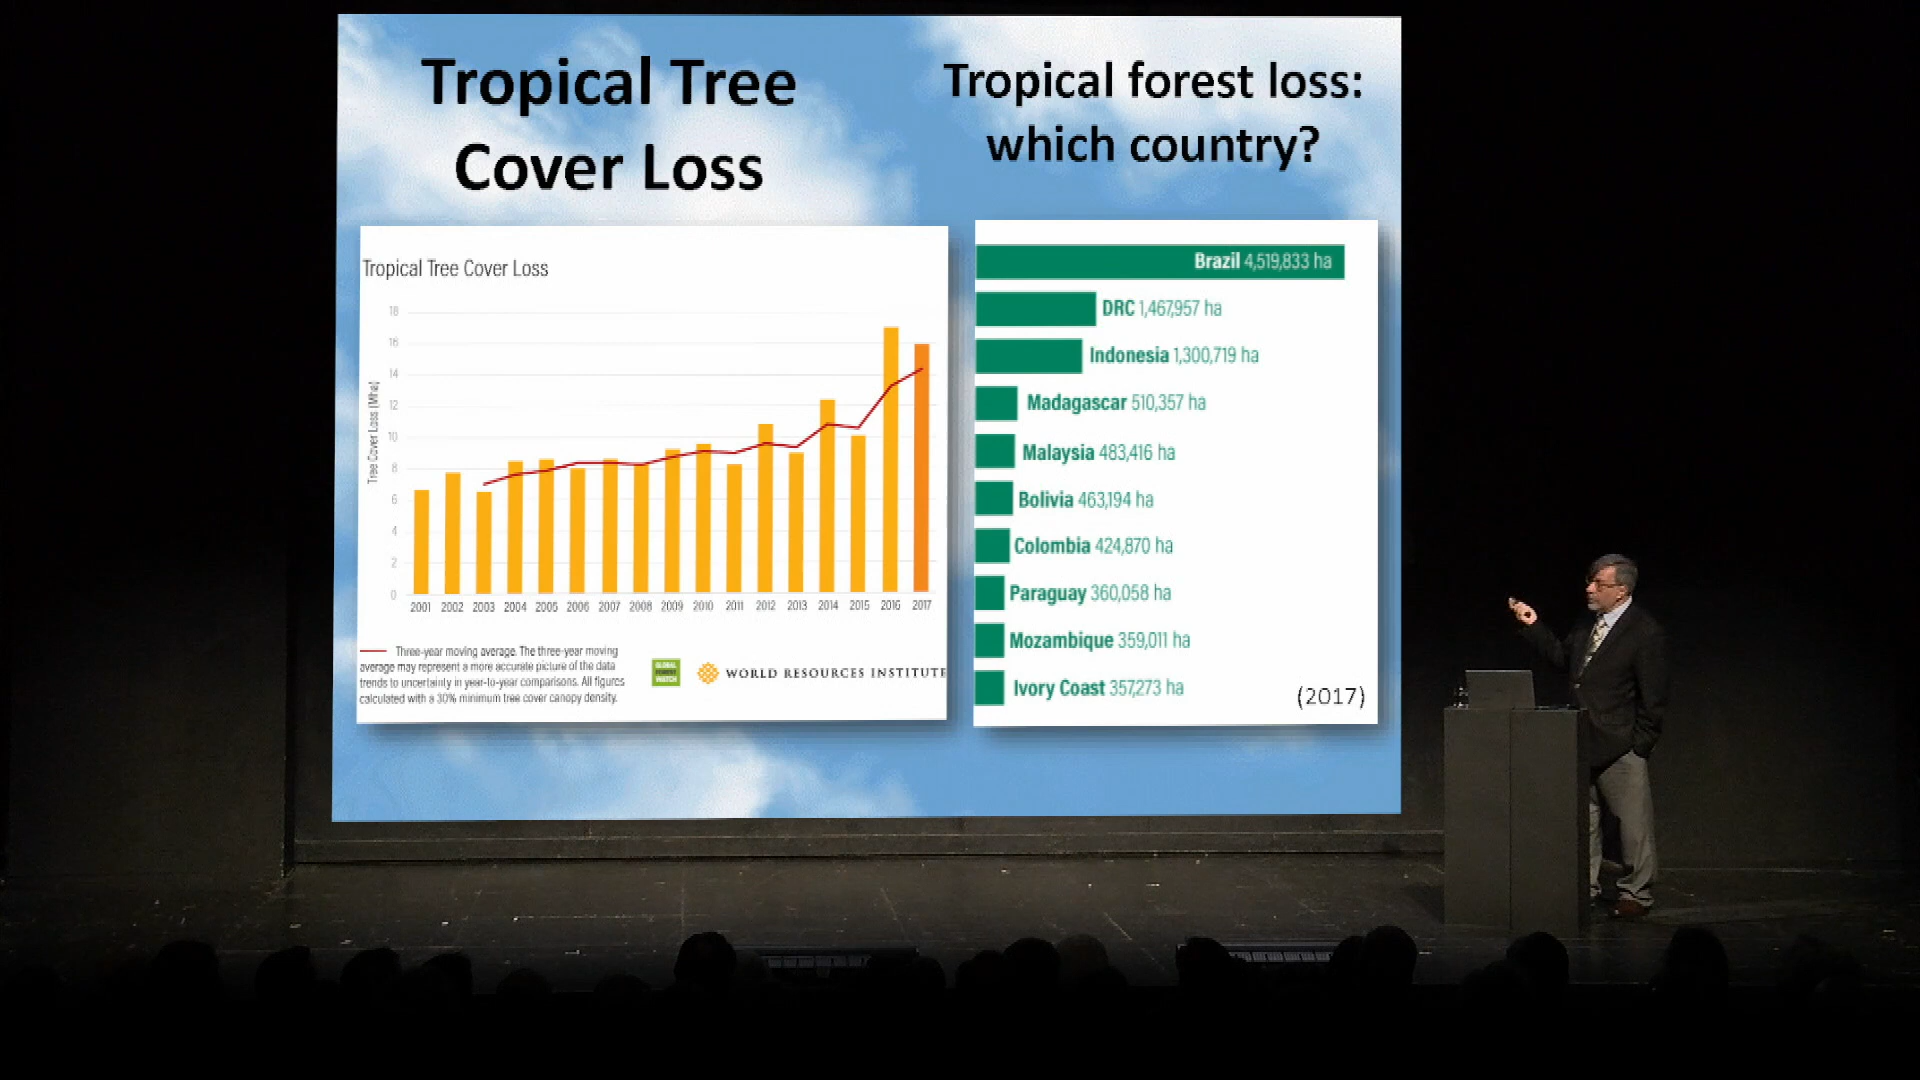 Tropical Tree
Cover Loss
Tropical forest loss:
which country?
Tropical Tree Cover Loss
Tree Cover Loss (Mha)
18
16
14
12
10
8
6
4
2
0
2001 2002 2003 2004 2005 2006 2007 2008 2009 2010 2011 2012 2013 2014 2015 2016 2017
Three-year moving average. The three-year moving
average may represent a more accurate picture of the data
trends to uncertainty in year-to-year comparisons. All figures
calculated with a 30% minimum tree cover canopy density.
GLOBAL
FOREST
WATCH
WORLD RESOURCES INSTITUTE
Brazil 4,519,833 ha
DRC 1,467,957 ha
Indonesia 1,300,719 ha
Madagascar 510,357 ha
Malaysia 483,416 ha
Bolivia 463,194 ha
Colombia 424,870 ha
Paraguay 360,058 ha
Mozambique 359,011 ha
Ivory Coast 357,273 ha
(2017)